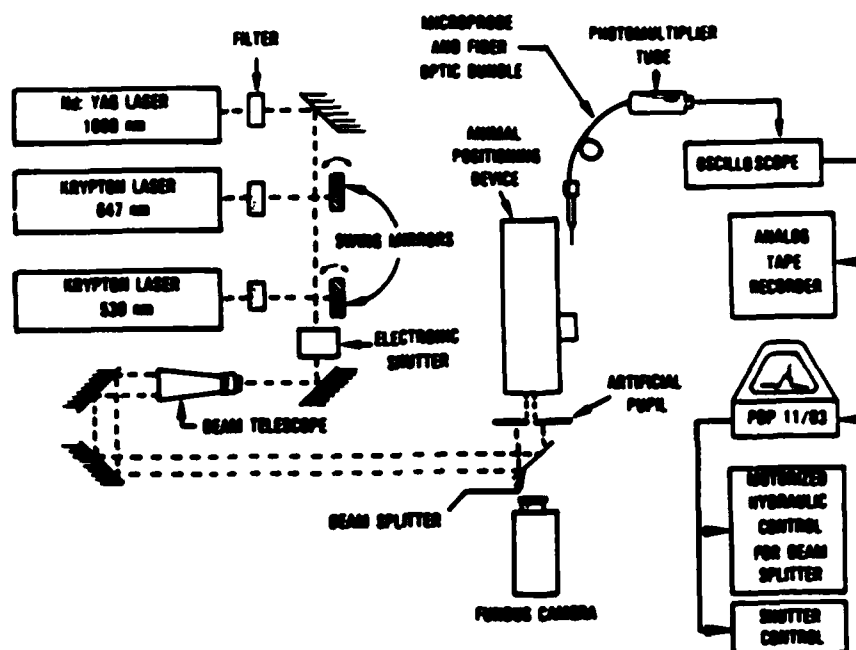 FILTER
Nd: YAG LASER
1060 nm
KRYPTON LASER
647 nm
KRYPTON LASER
530 nm
SWING MIRRORS
ELECTRONIC
SHUTTER
BEAM TELESCOPE
BEAM SPLITTER
MICROPROBE
AND FIBER
OPTIC BUNDLE
PHOTOMULTIPLIER
TUBE
ANIMAL
POSITIONING
DEVICE
OSCILLOSCOPE
ANALOG
TAPE
RECORDER
ARTIFICIAL
PUPIL
PDP 11/03
MOTORIZED
HYDRAULIC
CONTROL
FOR BEAM
SPLITTER
SHUTTER
CONTROL
FUNDUS CAMERA